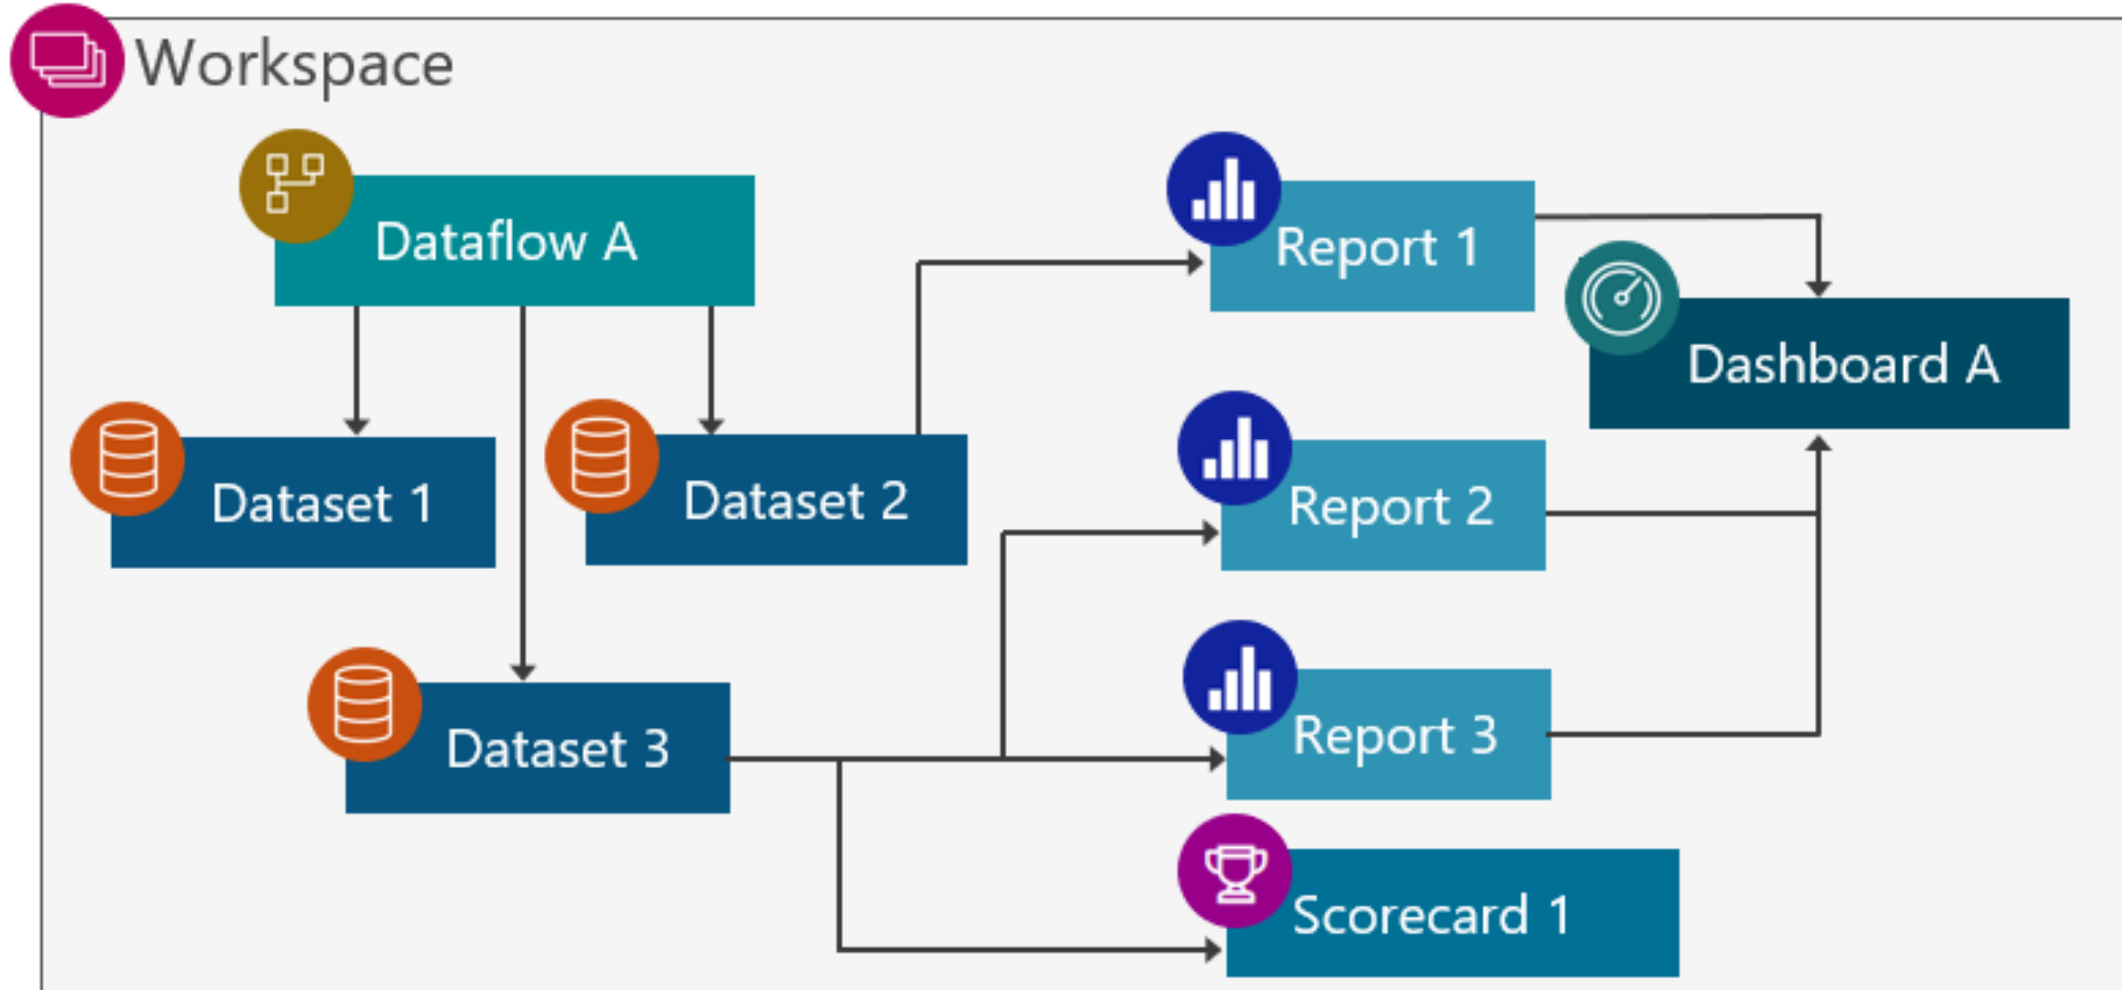 Workspace
Dataflow A
Dataset 1
Dataset 2
Dataset 3
Report 1
Report 2
Report 3
Scorecard 1
Dashboard A